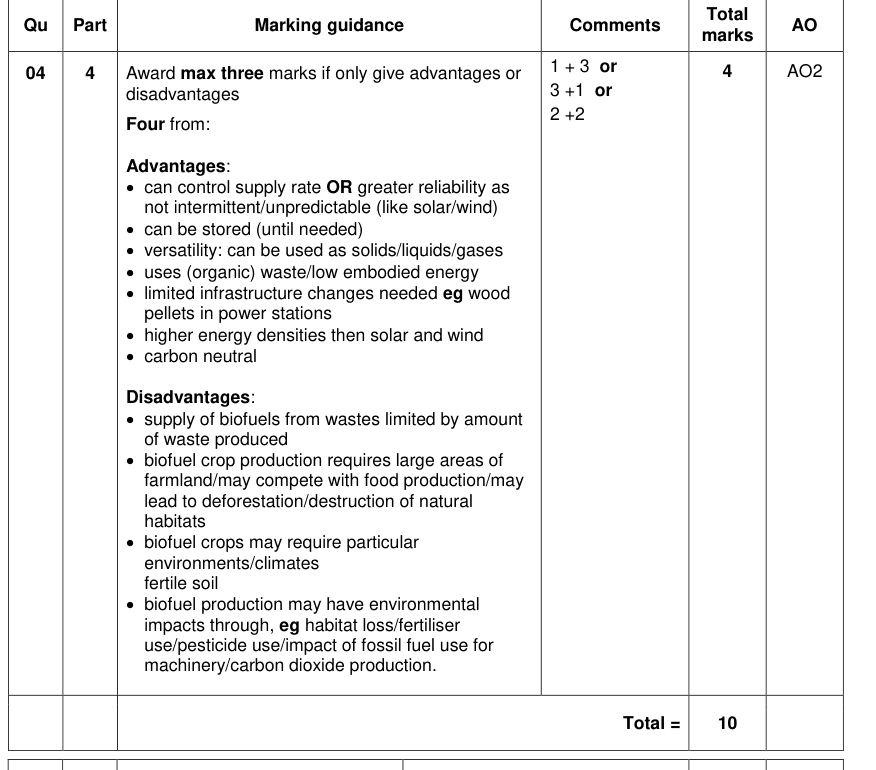 Qu Part Marking guidance Comments Total marks AO
04 4 Award max three marks if only give advantages or 1 + 3 or 4 AO2
disadvantages 3 +1 or
Four from: 2 +2
Advantages:
• can control supply rate OR greater reliability as
not intermittent/unpredictable (like solar/wind)
• can be stored (until needed)
• versatility: can be used as solids/liquids/gases
• uses (organic) waste/low embodied energy
• limited infrastructure changes needed eg wood
pellets in power stations
• higher energy densities then solar and wind
• carbon neutral
Disadvantages:
• supply of biofuels from wastes limited by amount
of waste produced
• biofuel crop production requires large areas of
farmland/may compete with food production/may
lead to deforestation/destruction of natural
habitats
• biofuel crops may require particular
environments/climates
fertile soil
• biofuel production may have environmental
impacts through, eg habitat loss/fertiliser
use/pesticide use/impact of fossil fuel use for
machinery/carbon dioxide production.
Total = 10